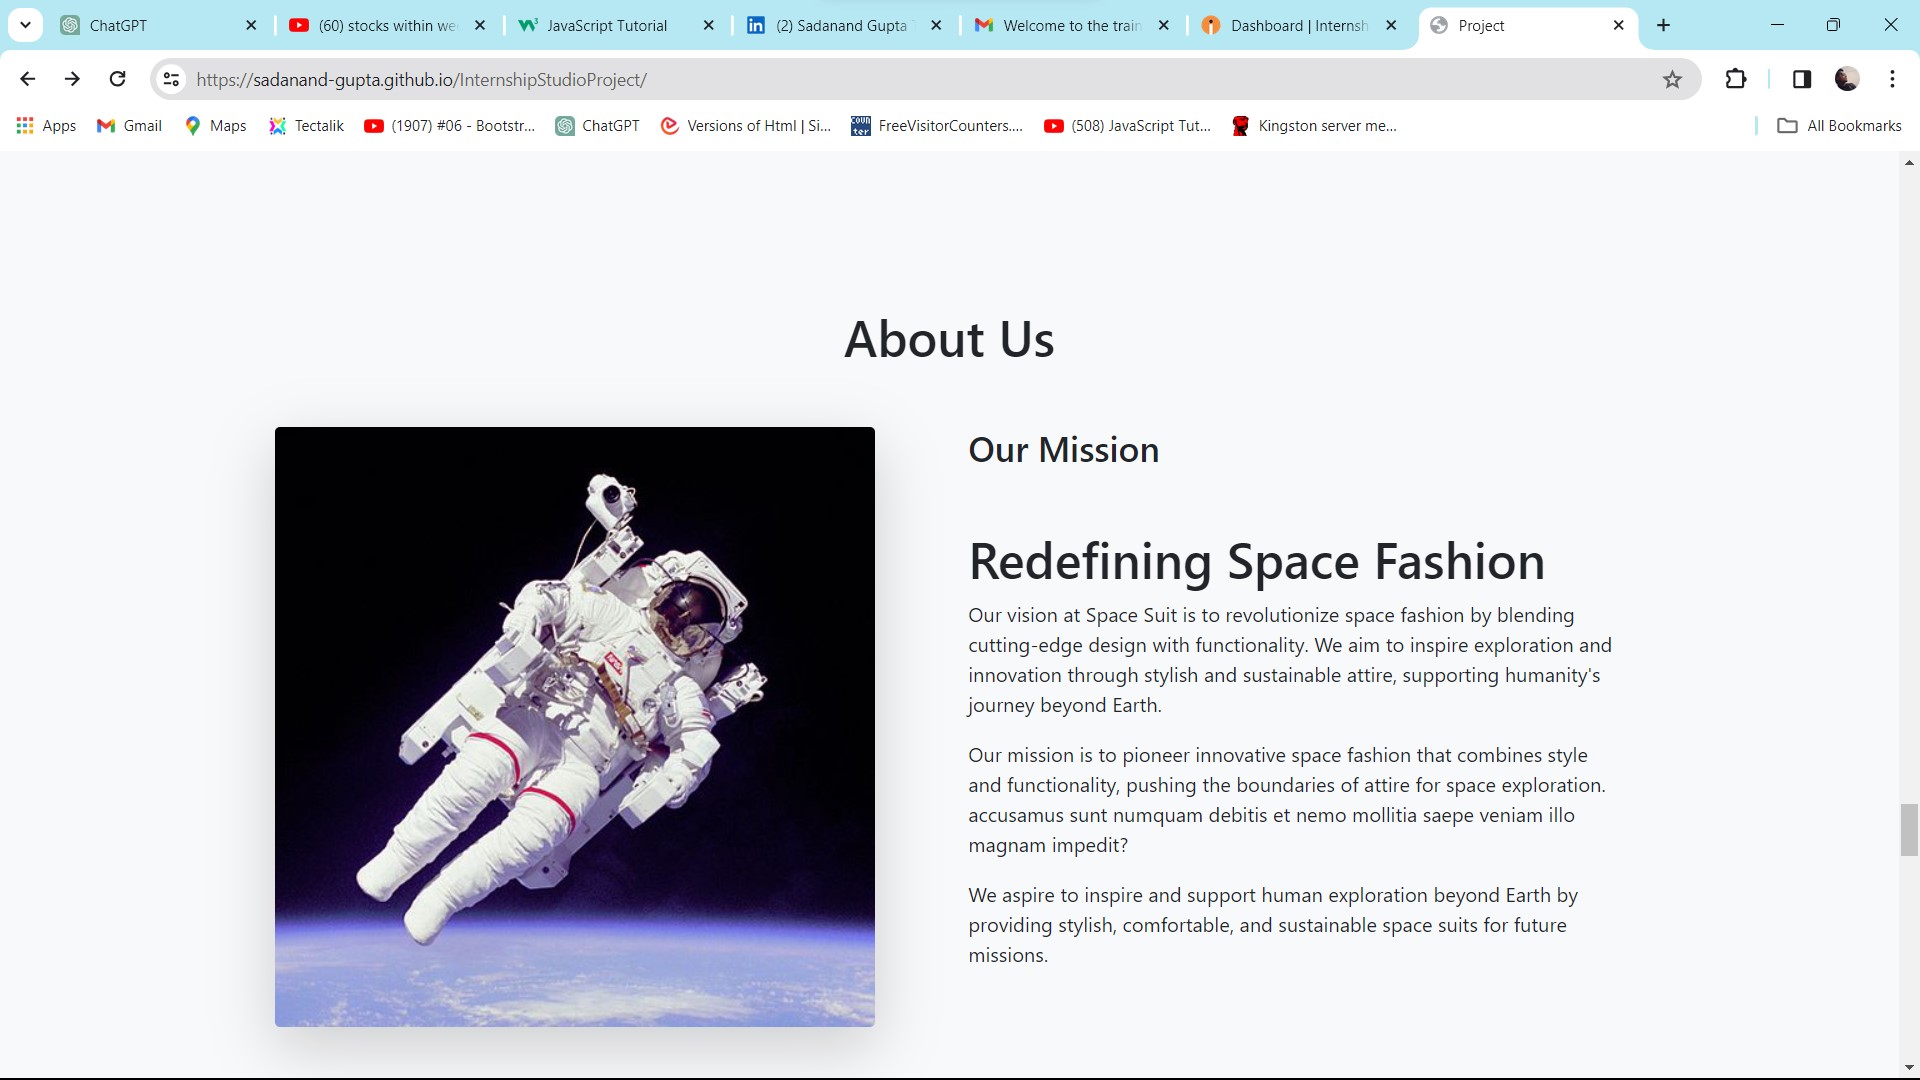 ChatGPT
(60) stocks within we
JavaScript Tutorial
(2) Sadanand Gupta
Welcome to the train
Dashboard | Internsh
Project
https://sadanand-gupta.github.io/InternshipStudioProject/
Apps
Gmail
Maps
Tectalik
(1907) #06 - Bootstr...
ChatGPT
Versions of Html | Si...
FreeVisitorCounters....
(508) JavaScript Tut...
Kingston server me...
All Bookmarks
About Us
Our Mission
Redefining Space Fashion
Our vision at Space Suit is to revolutionize space fashion by blending
cutting-edge design with functionality. We aim to inspire exploration and
innovation through stylish and sustainable attire, supporting humanity's
journey beyond Earth.
Our mission is to pioneer innovative space fashion that combines style
and functionality, pushing the boundaries of attire for space exploration.
accusamus sunt numquam debitis et nemo mollitia saepe veniam illo
magnam impedit?
We aspire to inspire and support human exploration beyond Earth by
providing stylish, comfortable, and sustainable space suits for future
missions.